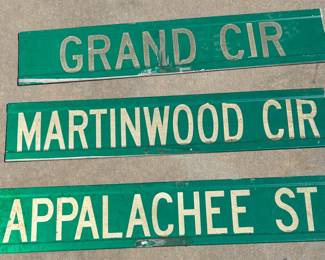 GRAND CIR
MARTINWOOD CIR
APPALACHEE ST